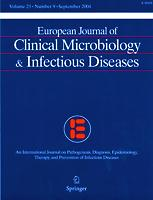 Volume 23 • Number 9 • September 2004
European Journal of
Clinical Microbiology
& Infectious Diseases
An International Journal on Pathogenesis, Diagnosis, Epidemiology,
Therapy, and Prevention of Infectious Diseases
Springer